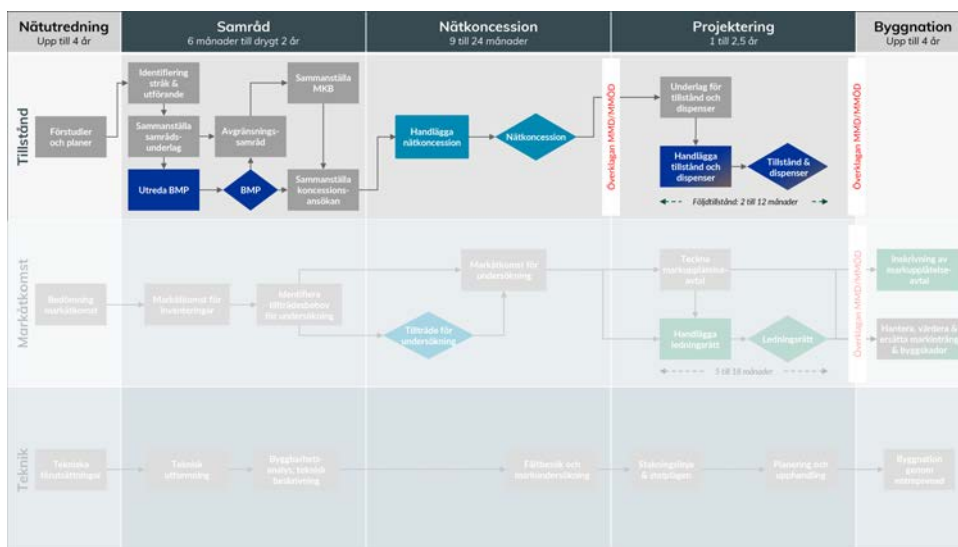 Nätutredning
Upp till 4 år
Samråd
6 månader till drygt 2 år
Nätkoncession
9 till 24 månader
Projektering
1 till 2,5 år
Byggnation
Upp till 4 år
Tillstånd
Förstudier
och planer
Identifiering
stråk &
utförande
Sammanställa
samråds-
underlag
Utreda BMP
Avgränsnings-
samråd
BMP
Sammanställa
MKB
Sammanställa
koncessions-
ansökan
Handlägga
nätkoncession
Nätkoncession
Överklagan MMD/MMÖD
Underlag för
tillstånd och
dispenser
Handlägga
tillstånd och
dispenser
Tillstånd &
dispenser
Följdtillstånd: 2 till 12 månader
Överklagan MMD/MMÖD
Markåtkomst
Bedömning
markåtkomst
Markåtkomst för
inventeringar
Identifiera
tillträdesbehov
för undersökning
Markåtkomst för
undersökning
Tillträde för
undersökning
Teckna
markupplåtelse-
avtal
Handlägga
ledningsrätt
Ledningsrätt
5 till 18 månader
Överklagan MMD/MMÖD
Inskrivning av
markupplåtelse-
avtal
Hantera, värdera &
ersätta markintrång
& byggskador
Teknik
Tekniska
förutsättningar
Teknisk
utformning
Byggbarhets-
analys, teknisk
beskrivning
Fältbesök och
markundersökning
Stakningslinje
& stolplägen
Planering och
upphandling
Byggnation
genom
entreprenad